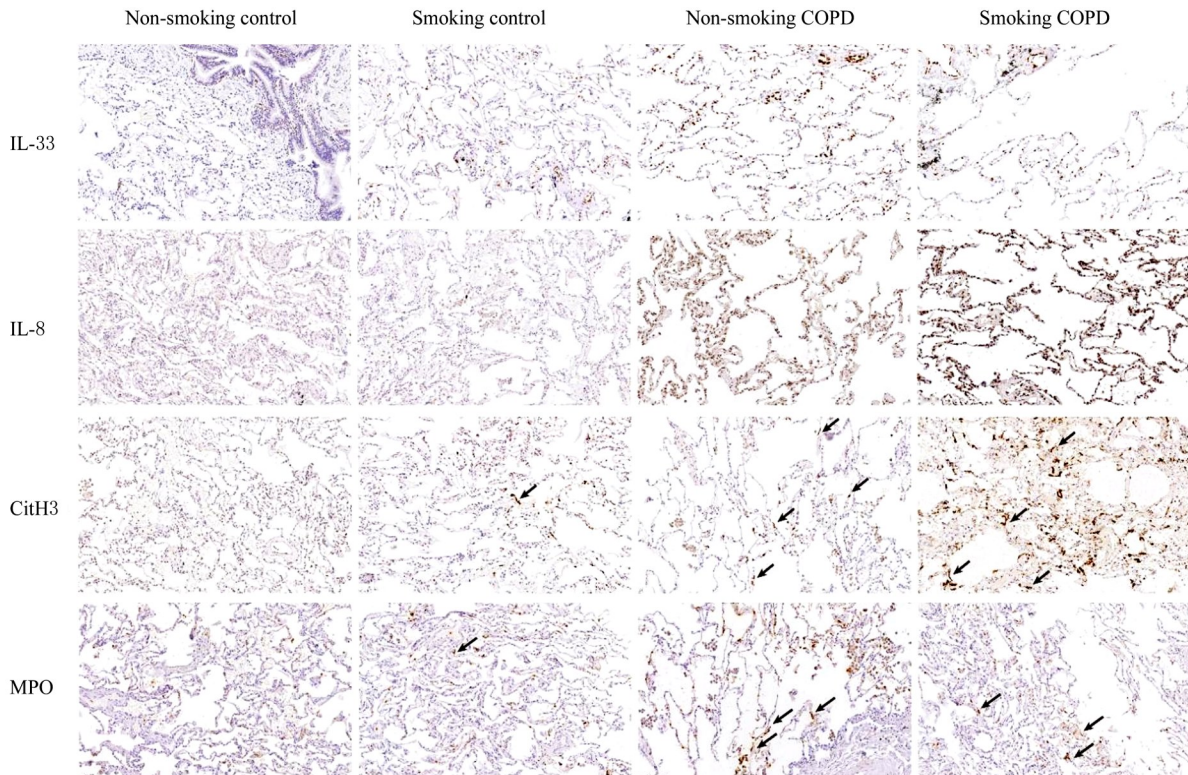 Non-smoking control Smoking control Non-smoking COPD Smoking COPD
IL-33
IL-8
CitH3
MPO